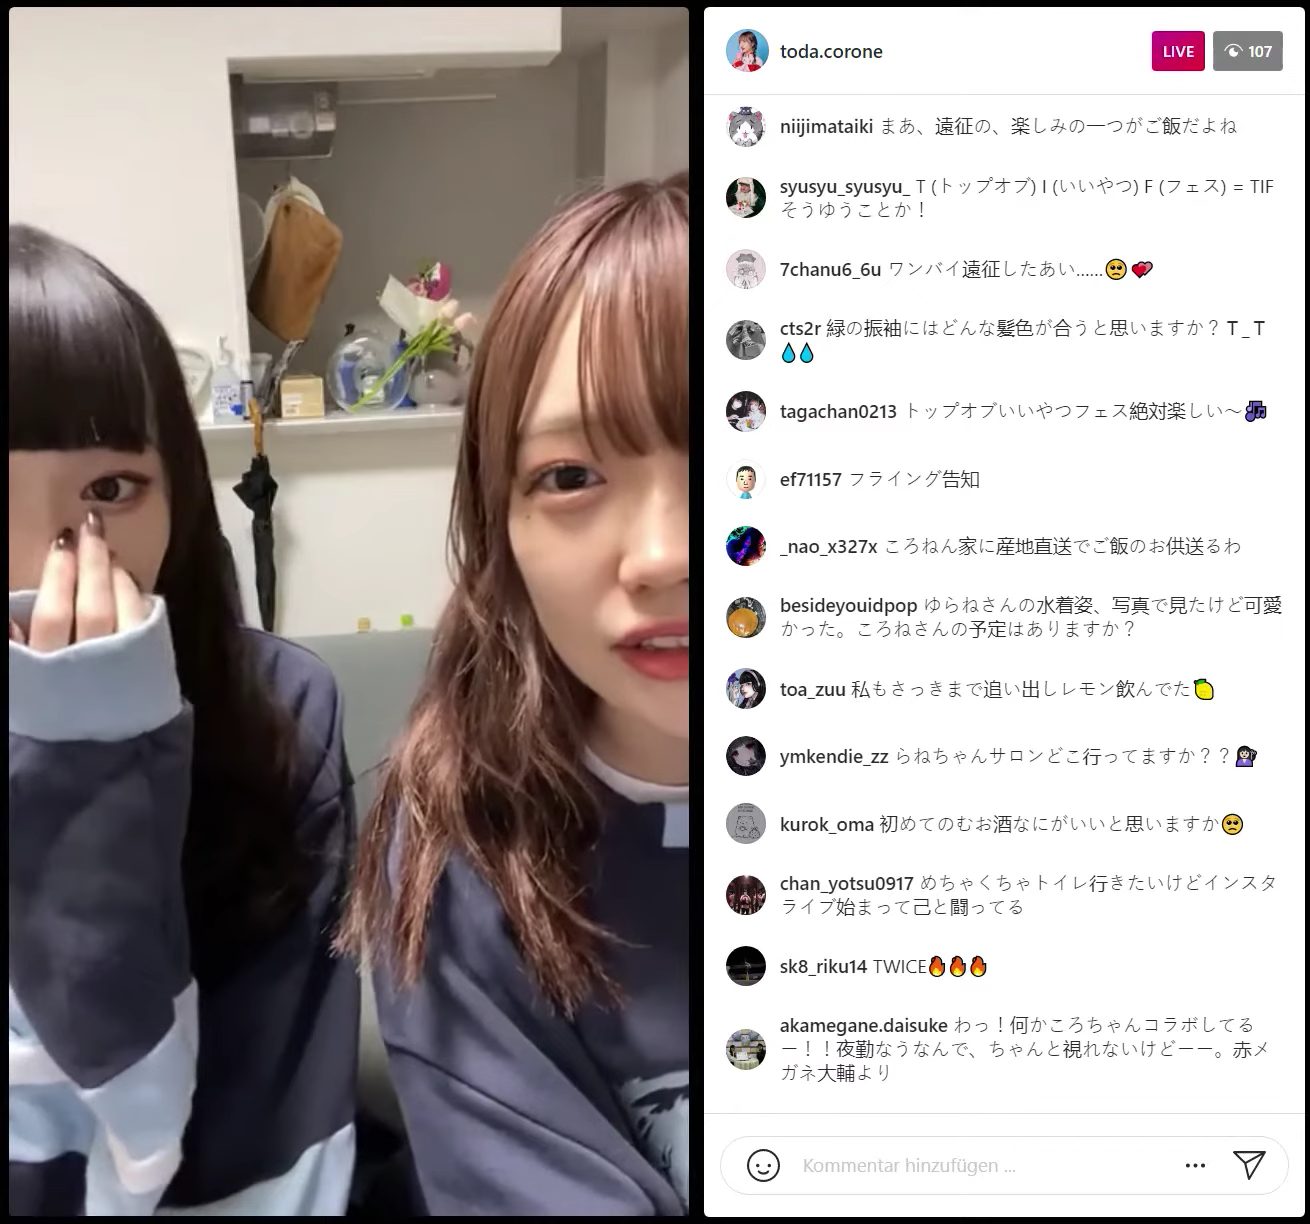 toda.corone
LIVE
107
niijimataiki まあ、遠征の、楽しみの一つがご飯だよね
syusyu_syusyu_ T (トップオブ) I (いいやつ) F (フェス) = TIF
そうゆうことか！
7chanu6_6u ワンバイ遠征したあい......🥺💕
cts2r 緑の振袖にはどんな髪色が合うと思いますか？T_T
💧💧
tagachan0213 トップオブいいやつフェス絶対楽しい〜🎶
ef71157 フライング告知
_nao_x327x ころねん家に産地直送でご飯のお供送るわ
besideyouidpop ゆらねさんの水着姿、写真で見たけど可愛
かった。ころねさんの予定はありますか？
toa_zuu 私もさっきまで追い出しレモン飲んでた🍋
ymkendie_zz らねちゃんサロンどこ行ってますか？？💇🏻‍♀️
kurok_oma 初めてのむお酒なにがいいと思いますか🥺
chan_yotsu0917 めちゃくちゃトイレ行きたいけどインスタ
ライブ始まって己と闘ってる
sk8_riku14 TWICE🔥🔥🔥
akamegane.daisuke わっ！何かころちゃんコラボしてる
ー！！夜勤なうなんで、ちゃんと視れないけどーー。赤メ
ガネ大輔より
Kommentar hinzufügen ...